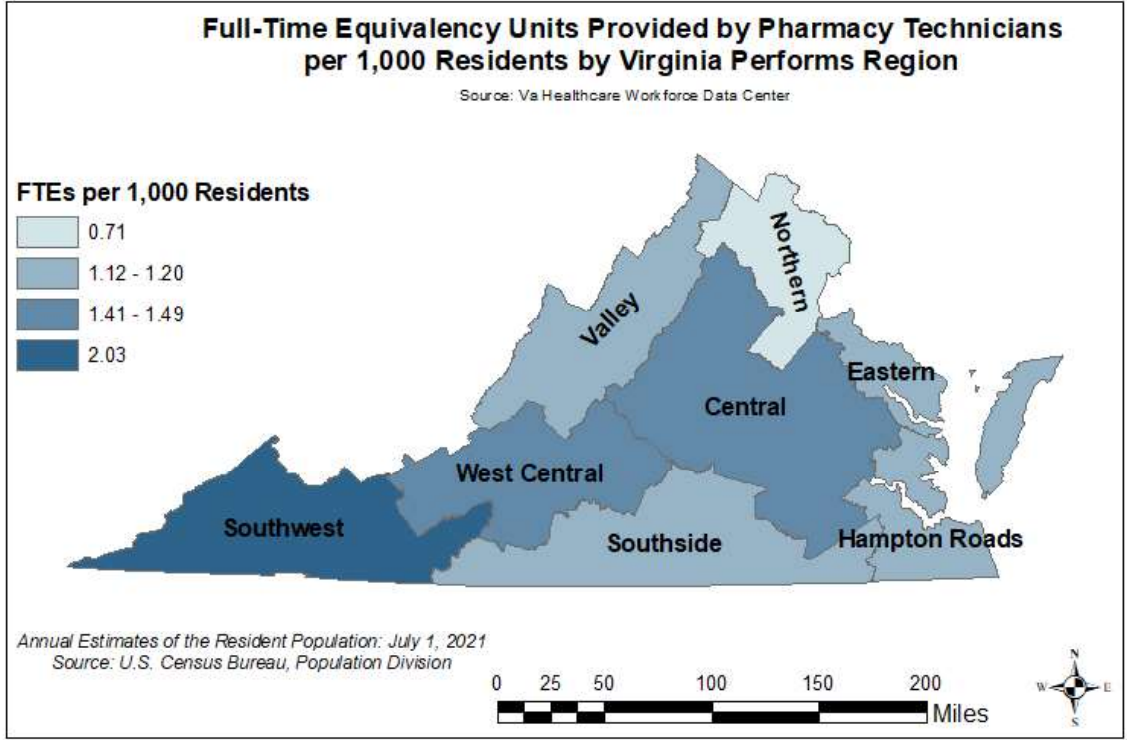 Full-Time Equivalency Units Provided by Pharmacy Technicians
per 1,000 Residents by Virginia Performs Region
Source: Va Healthcare Workforce Data Center
FTEs per 1,000 Residents
0.71
1.12 - 1.20
1.41 - 1.49
2.03
Northern
Valley
Eastern
Central
West Central
Southwest
Southside
Hampton Roads
Annual Estimates of the Resident Population: July 1, 2021
Source: U.S. Census Bureau, Population Division
0 25 50 100 150 200
Miles
N
W E
S